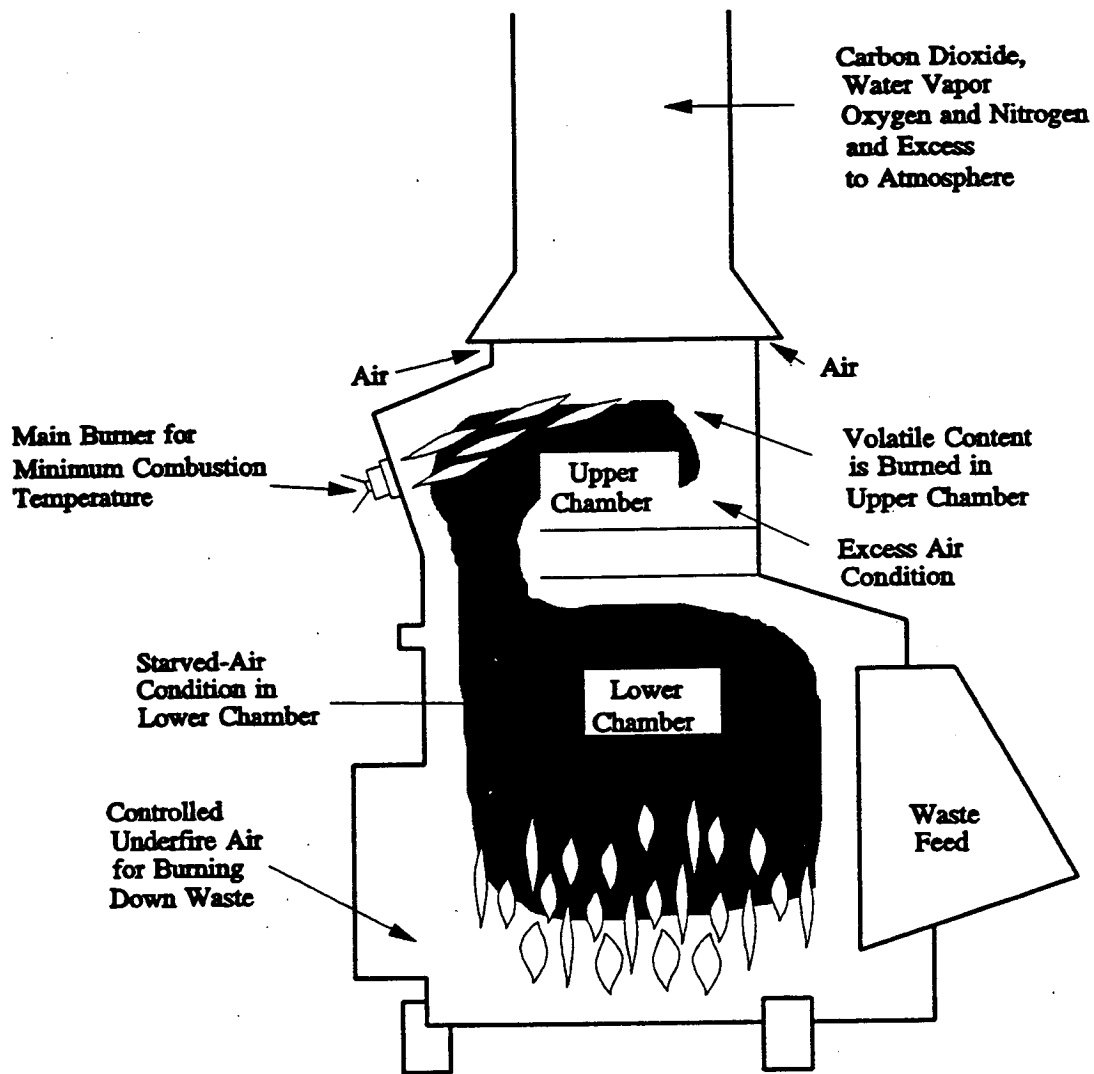 Carbon Dioxide,
Water Vapor
Oxygen and Nitrogen
and Excess
to Atmosphere
Air
Air
Main Burner for
Minimum Combustion
Temperature
Upper
Chamber
Volatile Content
is Burned in
Upper Chamber
Excess Air
Condition
Starved-Air
Condition in
Lower Chamber
Lower
Chamber
Controlled
Underfire Air
for Burning
Down Waste
Waste
Feed